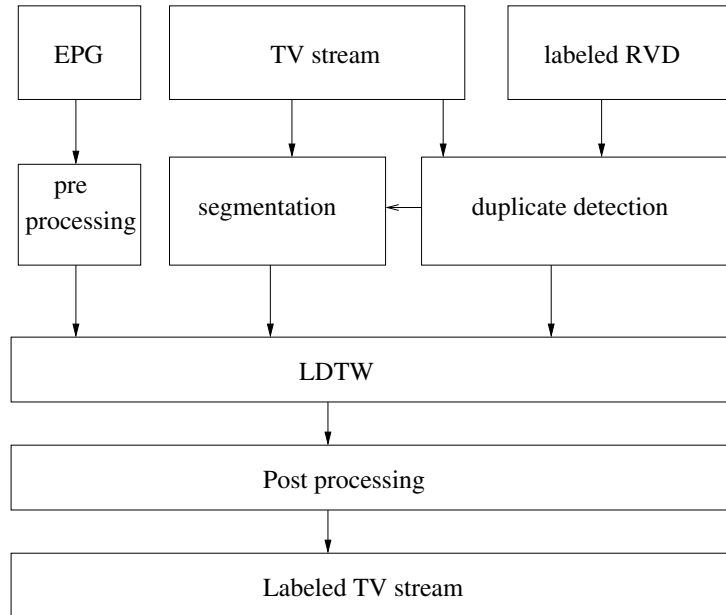 EPG
TV stream
labeled RVD
pre
processing
segmentation
duplicate detection
LDTW
Post processing
Labeled TV stream